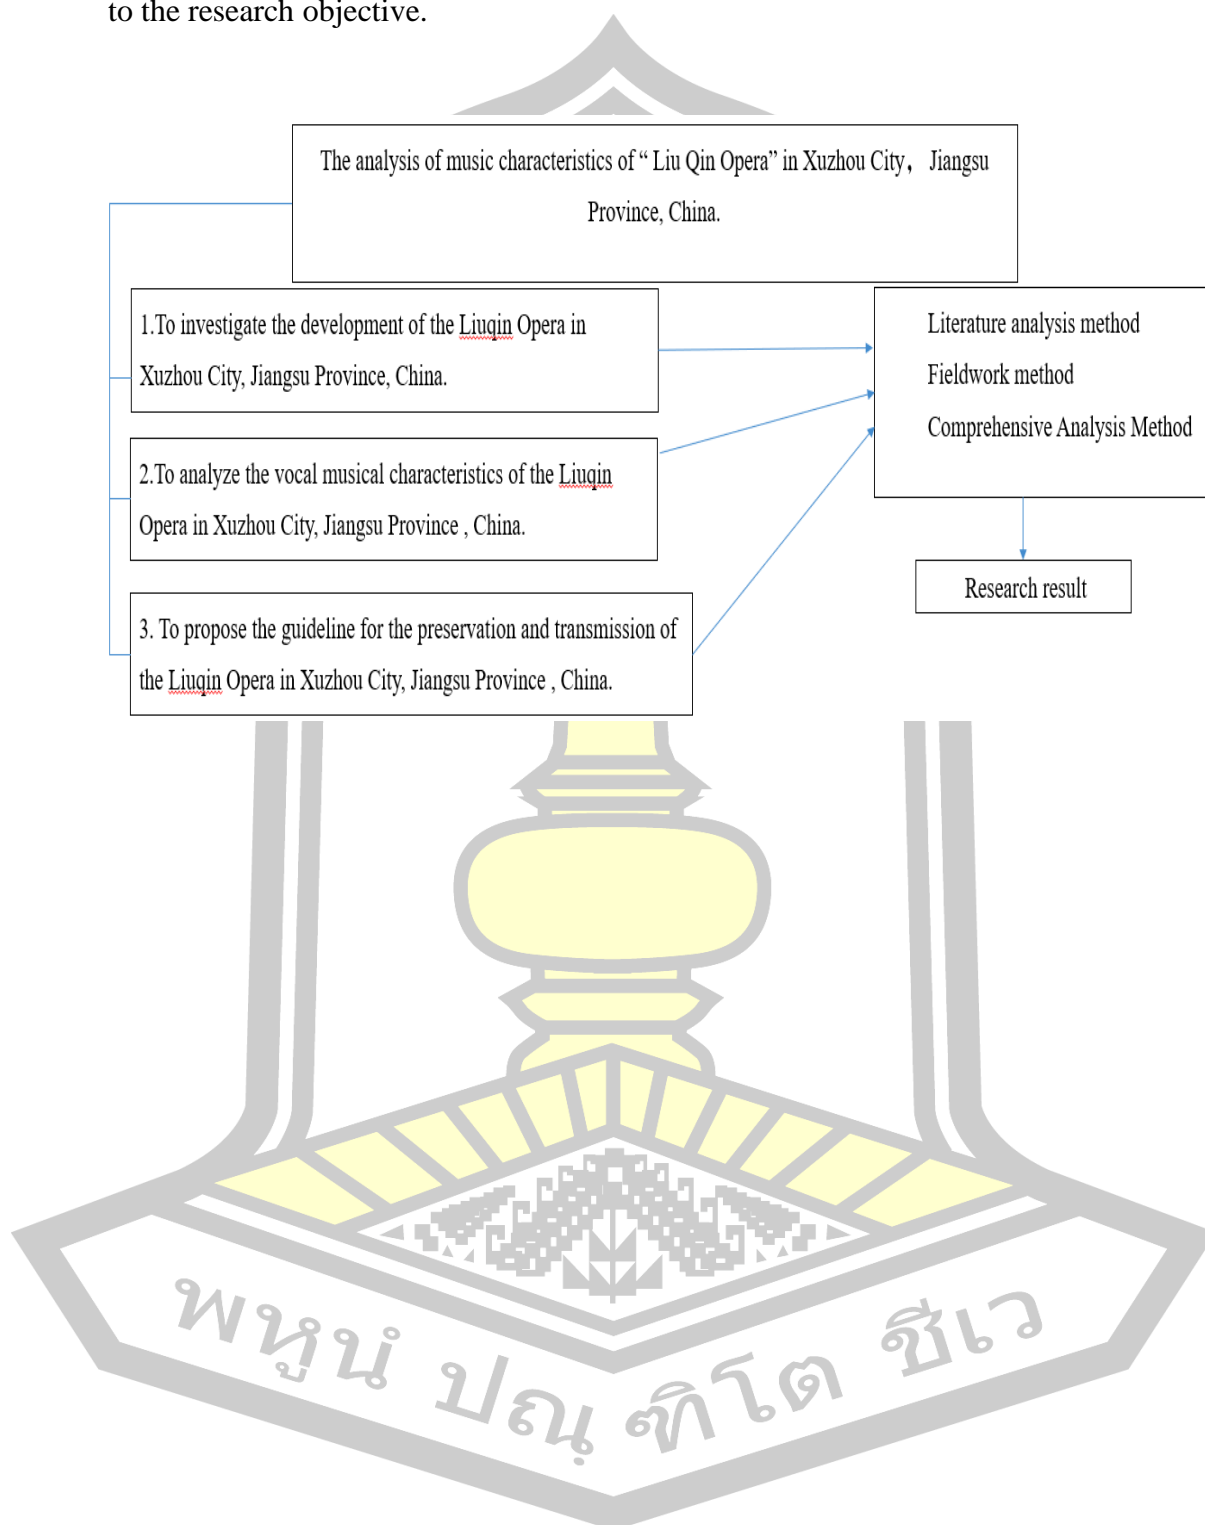 to the research objective.
The analysis of music characteristics of “ Liu Qin Opera” in Xuzhou City， Jiangsu
Province, China.
1.To investigate the development of the Liuqin Opera in
Xuzhou City, Jiangsu Province, China.
2.To analyze the vocal musical characteristics of the Liuqin
Opera in Xuzhou City, Jiangsu Province , China.
3. To propose the guideline for the preservation and transmission of
the Liuqin Opera in Xuzhou City, Jiangsu Province , China.
Literature analysis method
Fieldwork method
Comprehensive Analysis Method
Research result
พหูนํ ปณฺฑิโต ชีเว